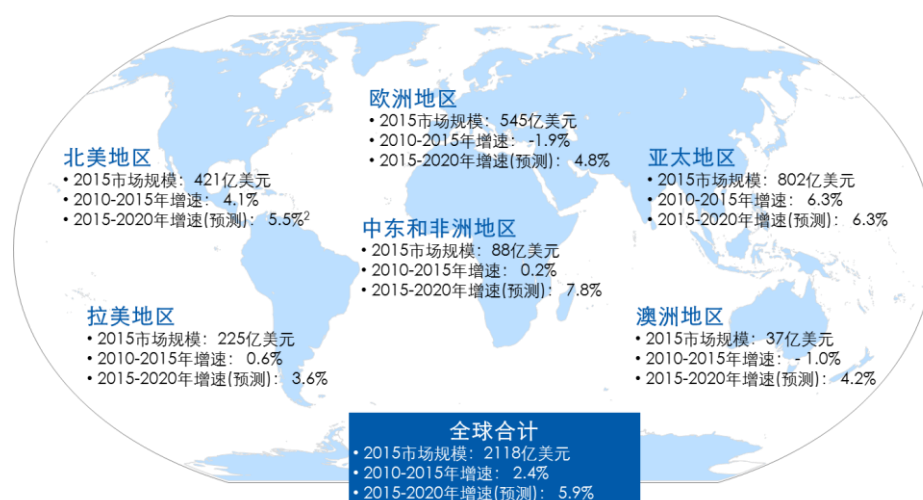 欧洲地区
• 2015市场规模：545亿美元
• 2010-2015年增速：-1.9%
• 2015-2020年增速(预测)：4.8%
北美地区
• 2015市场规模：421亿美元
• 2010-2015年增速：4.1%
• 2015-2020年增速(预测)：5.5%²
亚太地区
• 2015市场规模：802亿美元
• 2010-2015年增速：6.3%
• 2015-2020年增速(预测)：6.3%
中东和非洲地区
• 2015市场规模：88亿美元
• 2010-2015年增速：0.2%
• 2015-2020年增速(预测)：7.8%
拉美地区
• 2015市场规模：225亿美元
• 2010-2015年增速：0.6%
• 2015-2020年增速(预测)：3.6%
澳洲地区
• 2015市场规模：37亿美元
• 2010-2015年增速：- 1.0%
• 2015-2020年增速(预测)：4.2%
全球合计
• 2015市场规模：2118亿美元
• 2010-2015年增速：2.4%
• 2015-2020年增速(预测)：5.9%